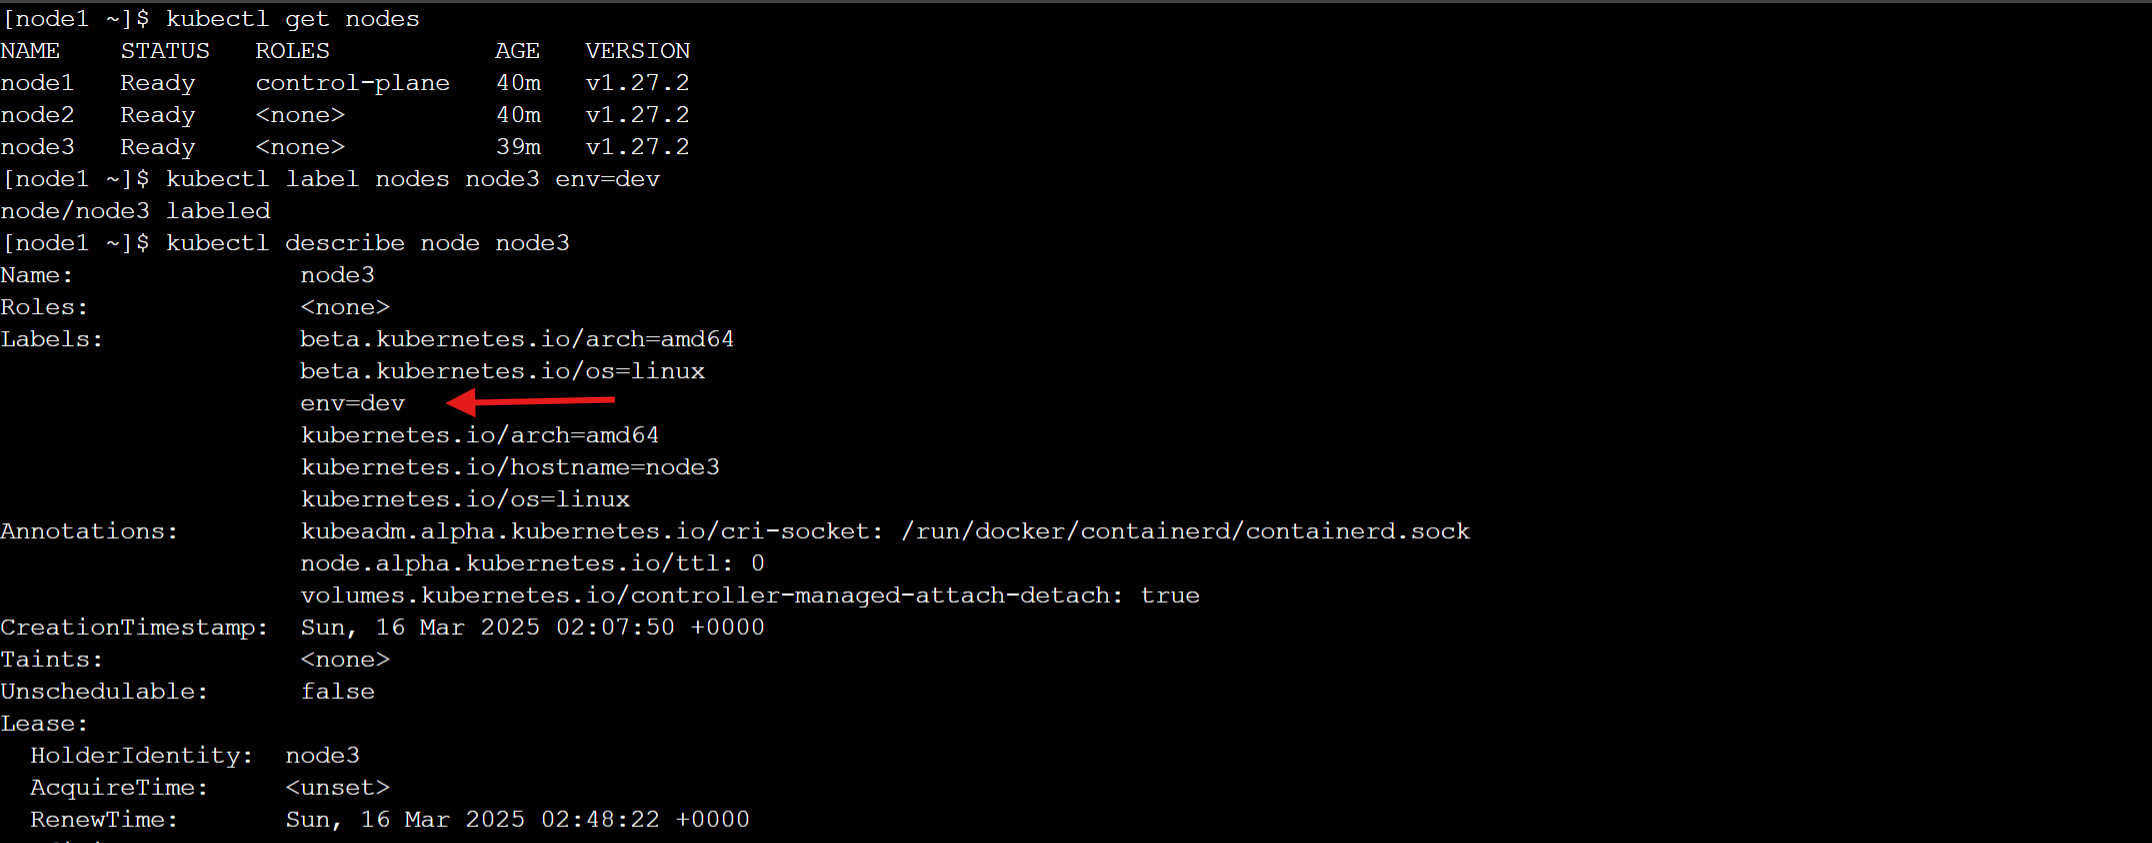 [node1 ~]$ kubectl get nodes
NAME    STATUS   ROLES           AGE   VERSION
node1   Ready    control-plane   40m   v1.27.2
node2   Ready    <none>          40m   v1.27.2
node3   Ready    <none>          39m   v1.27.2
[node1 ~]$ kubectl label nodes node3 env=dev
node/node3 labeled
[node1 ~]$ kubectl describe node node3
Name:               node3
Roles:              <none>
Labels:             beta.kubernetes.io/arch=amd64
                    beta.kubernetes.io/os=linux
                    env=dev
                    kubernetes.io/arch=amd64
                    kubernetes.io/hostname=node3
                    kubernetes.io/os=linux
Annotations:        kubeadm.alpha.kubernetes.io/cri-socket: /run/docker/containerd/containerd.sock
                    node.alpha.kubernetes.io/ttl: 0
                    volumes.kubernetes.io/controller-managed-attach-detach: true
CreationTimestamp:  Sun, 16 Mar 2025 02:07:50 +0000
Taints:             <none>
Unschedulable:      false
Lease:
  HolderIdentity:  node3
  AcquireTime:     <unset>
  RenewTime:       Sun, 16 Mar 2025 02:48:22 +0000